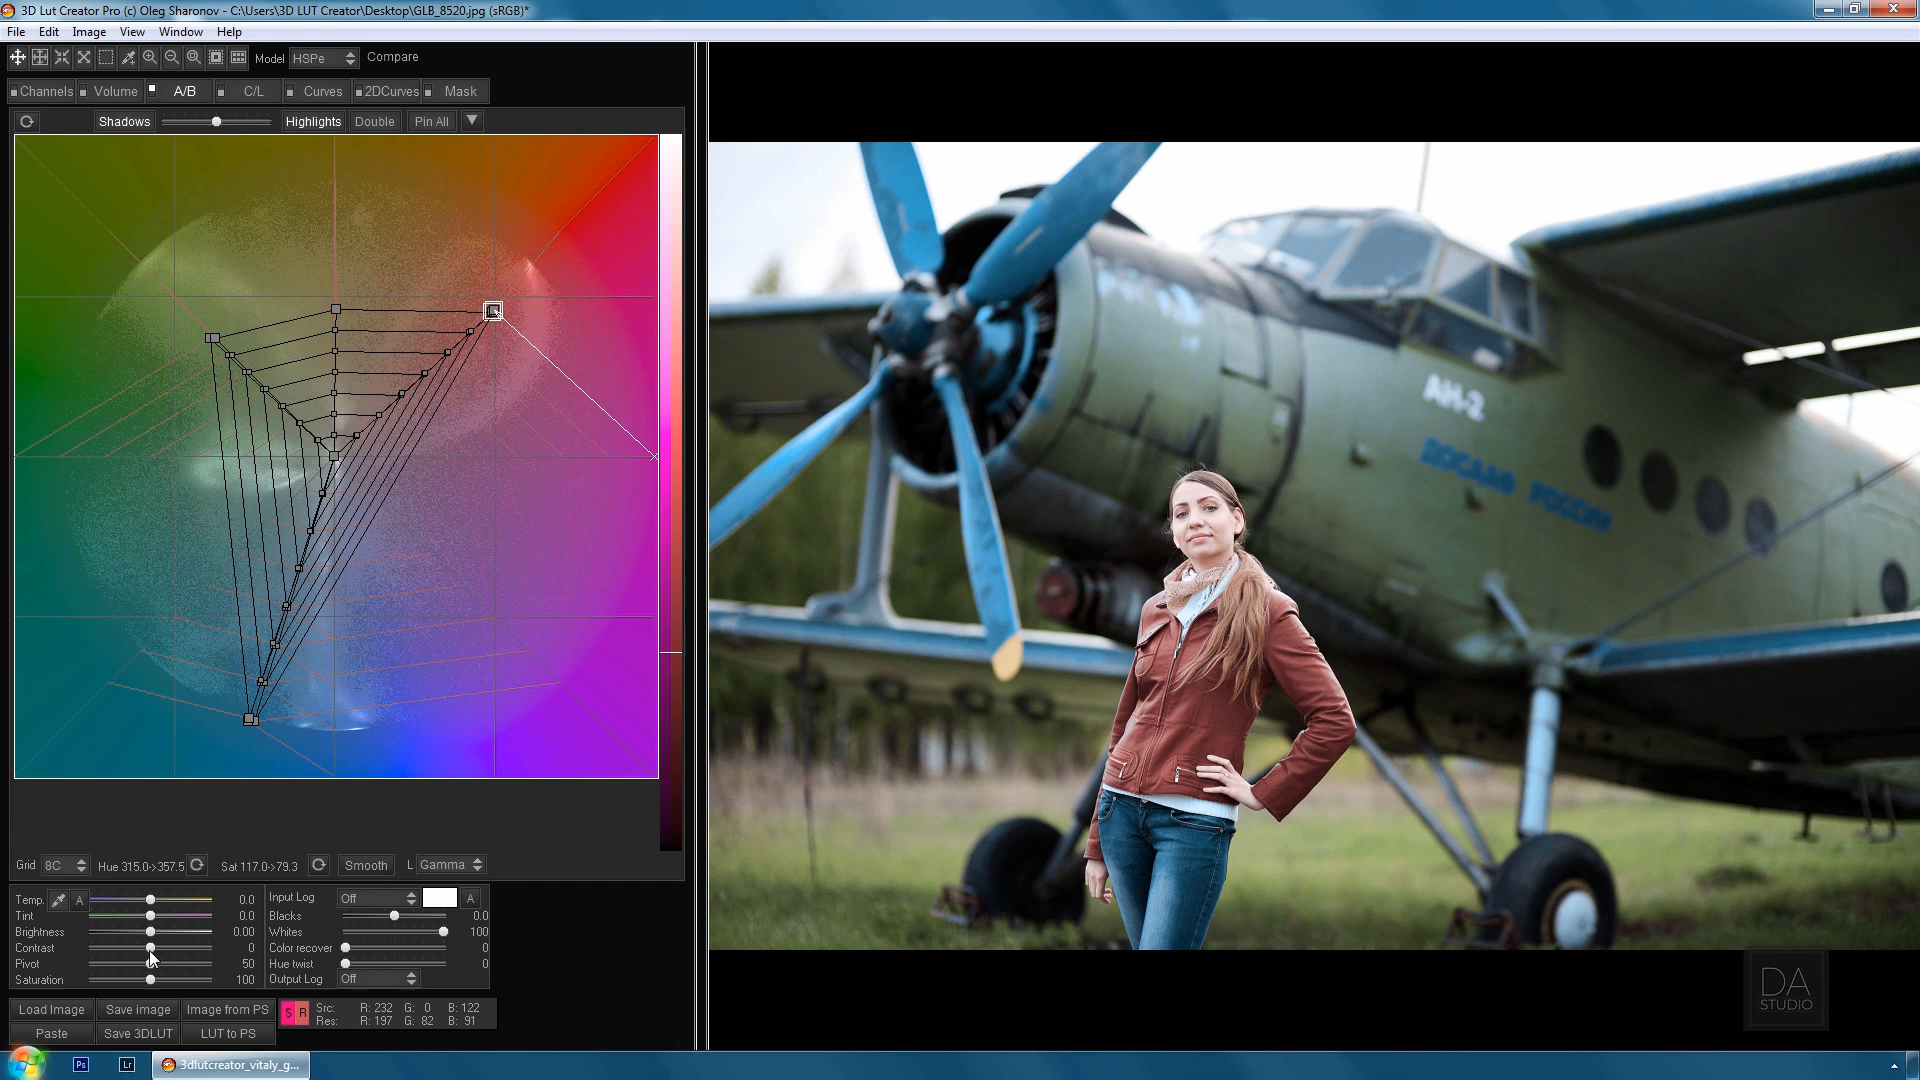 3D Lut Creator Pro (c) Oleg Sharonov - C:\Users\3D LUT Creator\Desktop\GLB_8520.jpg (sRGB)*
File Edit Image View Window Help
Model HSPe Compare
Channels Volume A/B C/L Curves 2DCurves Mask
Shadows Highlights Double Pin All
АН-2
ДОСААФ РОССИИ
Grid 8C Hue 315.0->357.5 Sat 117.0->79.3 Smooth L Gamma
Temp. A 0.0 Input Log Off A
Tint 0.0 Blacks 0.0
Brightness 0.00 Whites 100
Contrast 0 Color recover 0
Pivot 50 Hue twist 0
Saturation 100 Output Log Off
DA
STUDIO
Load Image Save image Image from PS S R Src: R: 232 G: 0 B: 122
Res: R: 197 G: 82 B: 91
Paste Save 3DLUT LUT to PS
Ps Lr 3dlutcreator_vitaly_g...